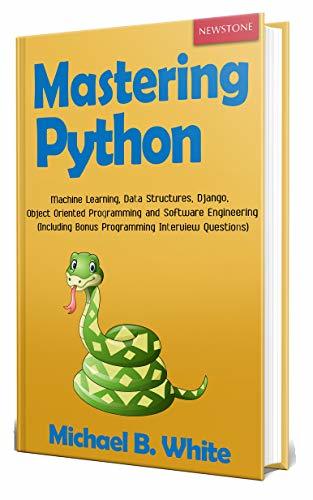 NEWSTONE
Mastering
Python
Machine Learning, Data Structures, Django,
Object Oriented Programming and Software Engineering
(Including Bonus Programming Interview Questions)
Michael B. White